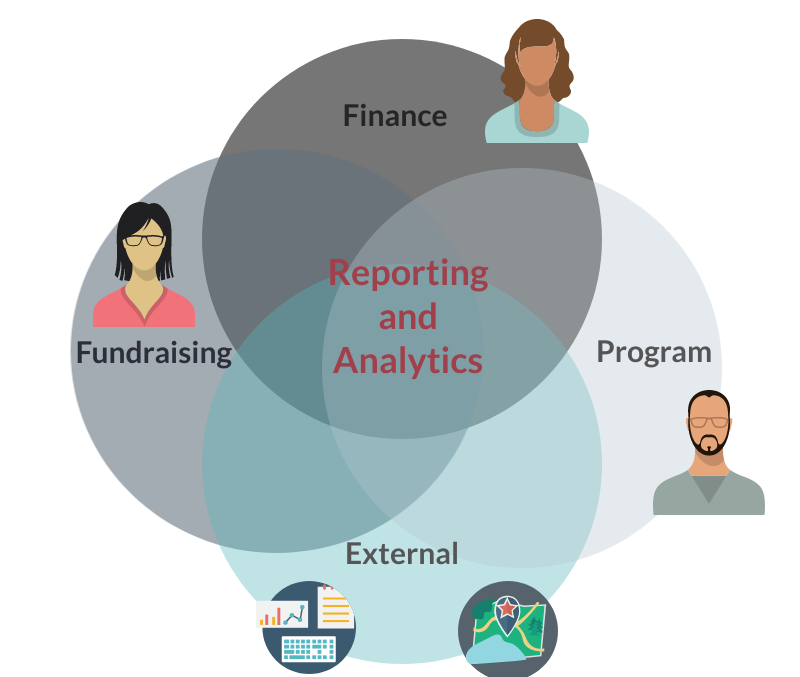 Finance
Reporting
and
Analytics
Fundraising
Program
External